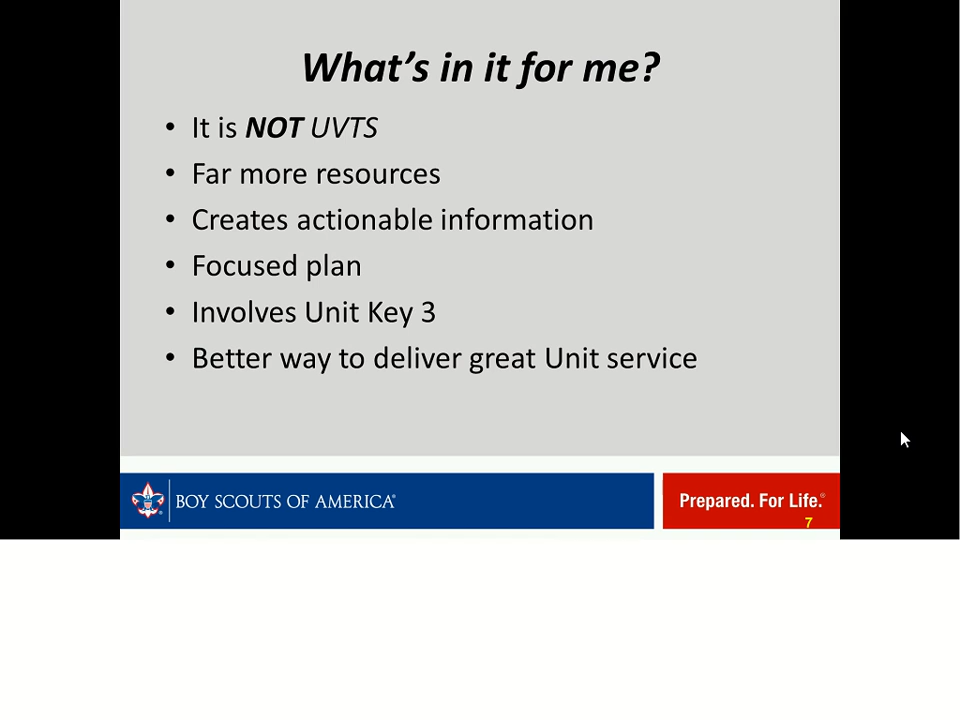 What’s in it for me?
• It is NOT UVTS
• Far more resources
• Creates actionable information
• Focused plan
• Involves Unit Key 3
• Better way to deliver great Unit service
BOY SCOUTS OF AMERICA®
Prepared. For Life.®
7